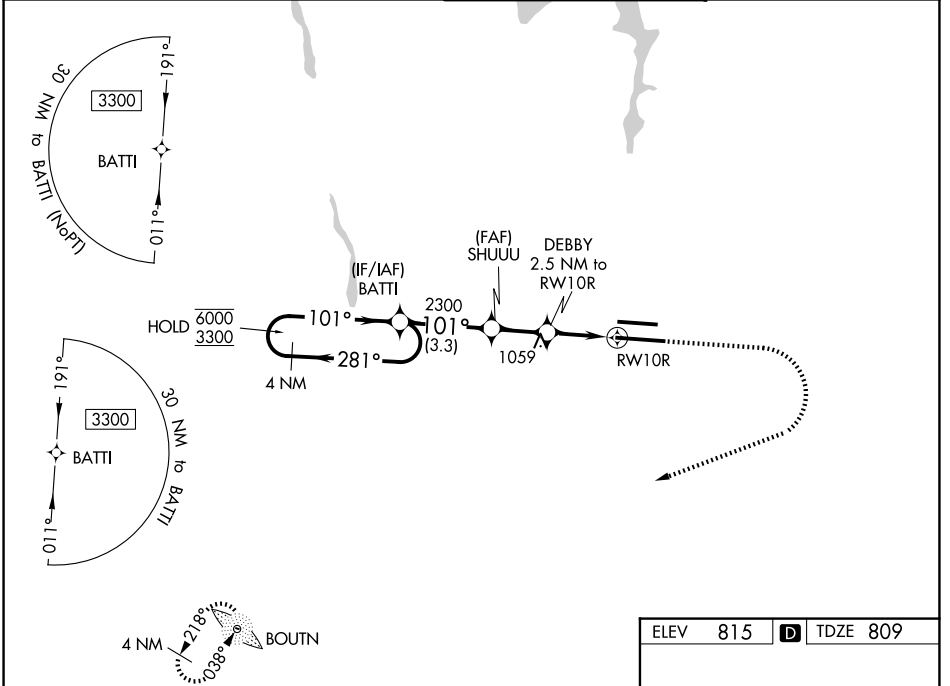 30 NM to BATTI (NoPT)
191°
3300
BATTI
011°
(FAF)
SHUUU
DEBBY
2.5 NM to
RW10R
(IF/IAF)
BATTI
2300
HOLD 6000
3300
101°
101°
(3.3)
281°
4 NM
1059
RW10R
191°
30 NM to BATTI
3300
BATTI
011°
4 NM
218°
038°
BOUTN
ELEV 815 D TDZE 809